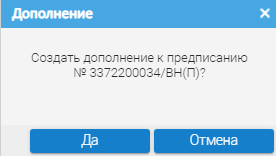 Дополнение
Создать дополнение к предписанию
№ 3372200034/ВН(П)?
Да
Отмена